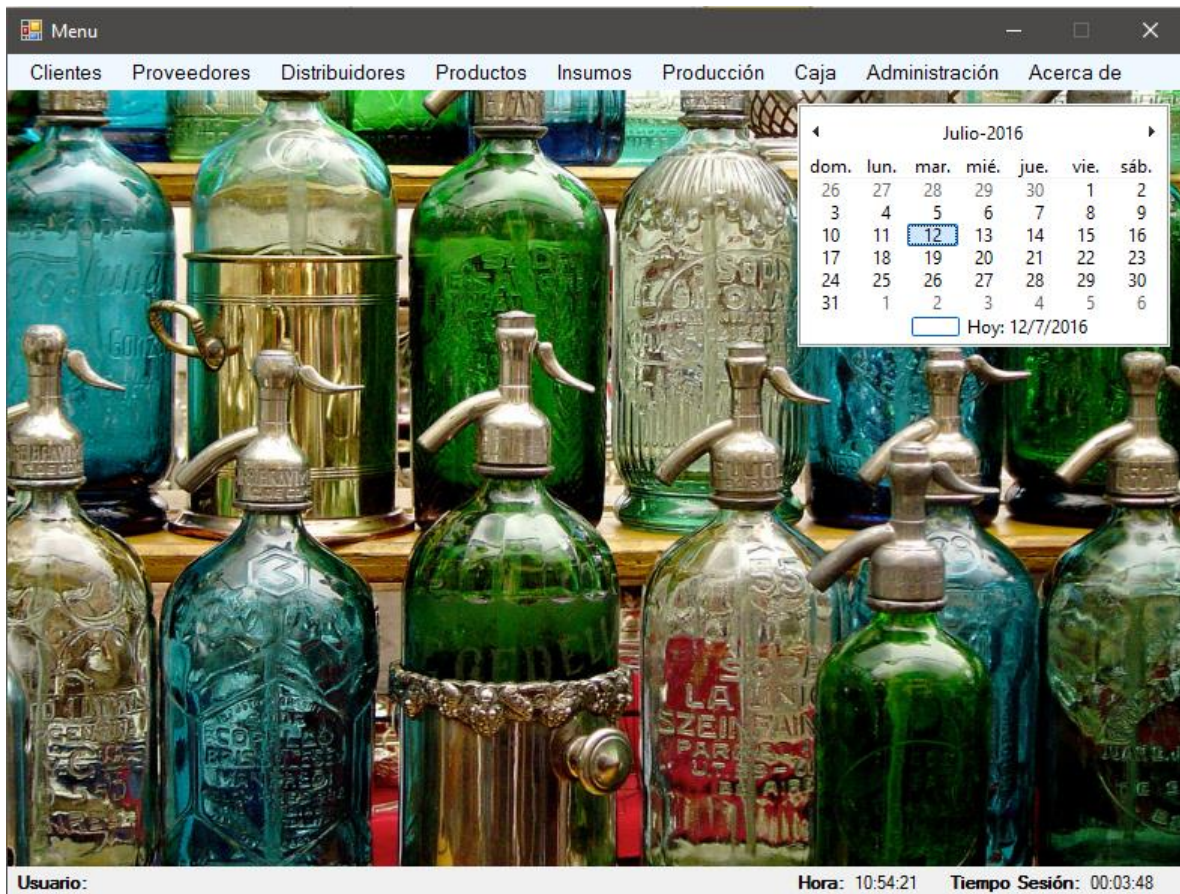 Menu
Clientes Proveedores Distribuidores Productos Insumos Producción Caja Administración Acerca de
Julio-2016
dom. lun. mar. mié. jue. vie. sáb.
26 27 28 29 30 1 2
3 4 5 6 7 8 9
10 11 12 13 14 15 16
17 18 19 20 21 22 23
24 25 26 27 28 29 30
31 1 2 3 4 5 6
Hoy: 12/7/2016
LA
Usuario: Hora: 10:54:21 Tiempo Sesión: 00:03:48